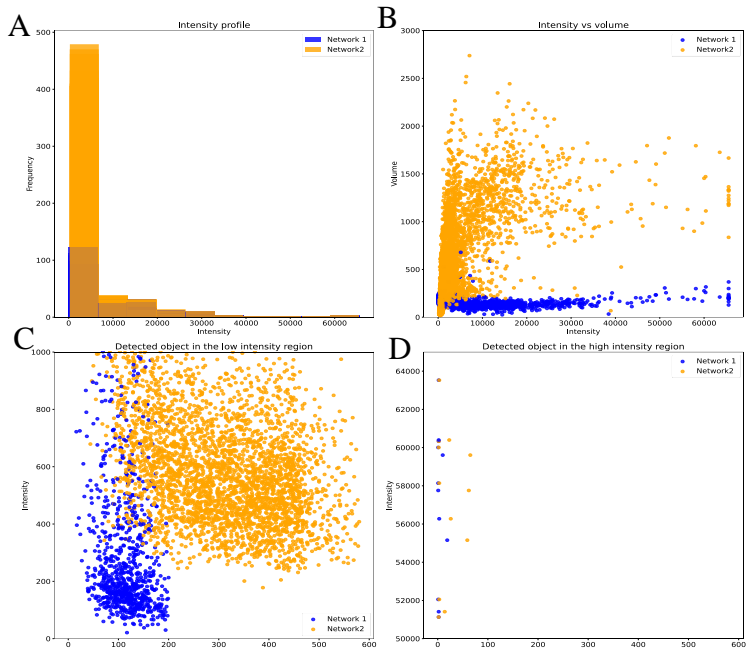 A
Intensity profile
Network 1
Network2
500
400
300
200
100
0
Frequency
0 10000 20000 30000 40000 50000 60000
Intensity
B
Intensity vs volume
Network 1
Network2
3000
2500
2000
1500
1000
500
0
Volume
0 10000 20000 30000 40000 50000 60000
Intensity
C
Detected object in the low intensity region
1000
800
600
400
200
0
Intensity
Network 1
Network2
0 100 200 300 400 500 600
D
Detected object in the high intensity region
Network 1
Network2
64000
62000
60000
58000
56000
54000
52000
50000
Intensity
0 100 200 300 400 500 600